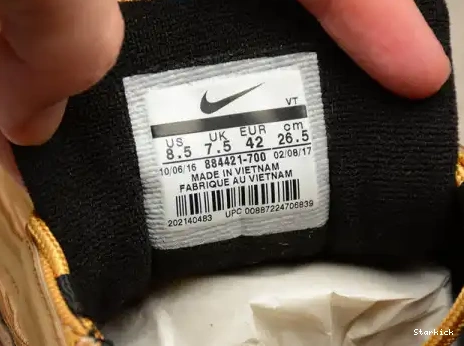 VT
US UK EUR cm
8.5 7.5 42 26.5
10/06/16 884421-700 02/08/17
MADE IN VIETNAM
FABRIQUE AU VIETNAM
202140483 UPC 00887224706839
Starkick